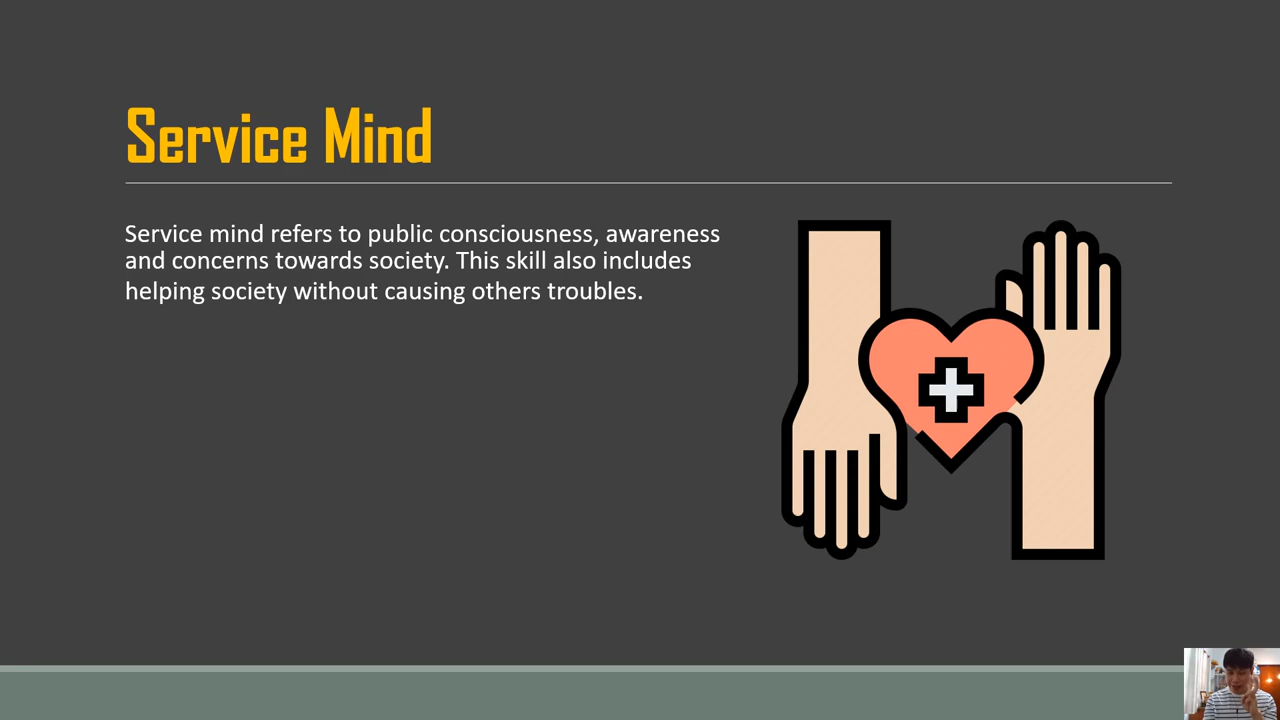 Service Mind
Service mind refers to public consciousness, awareness
and concerns towards society. This skill also includes
helping society without causing others troubles.